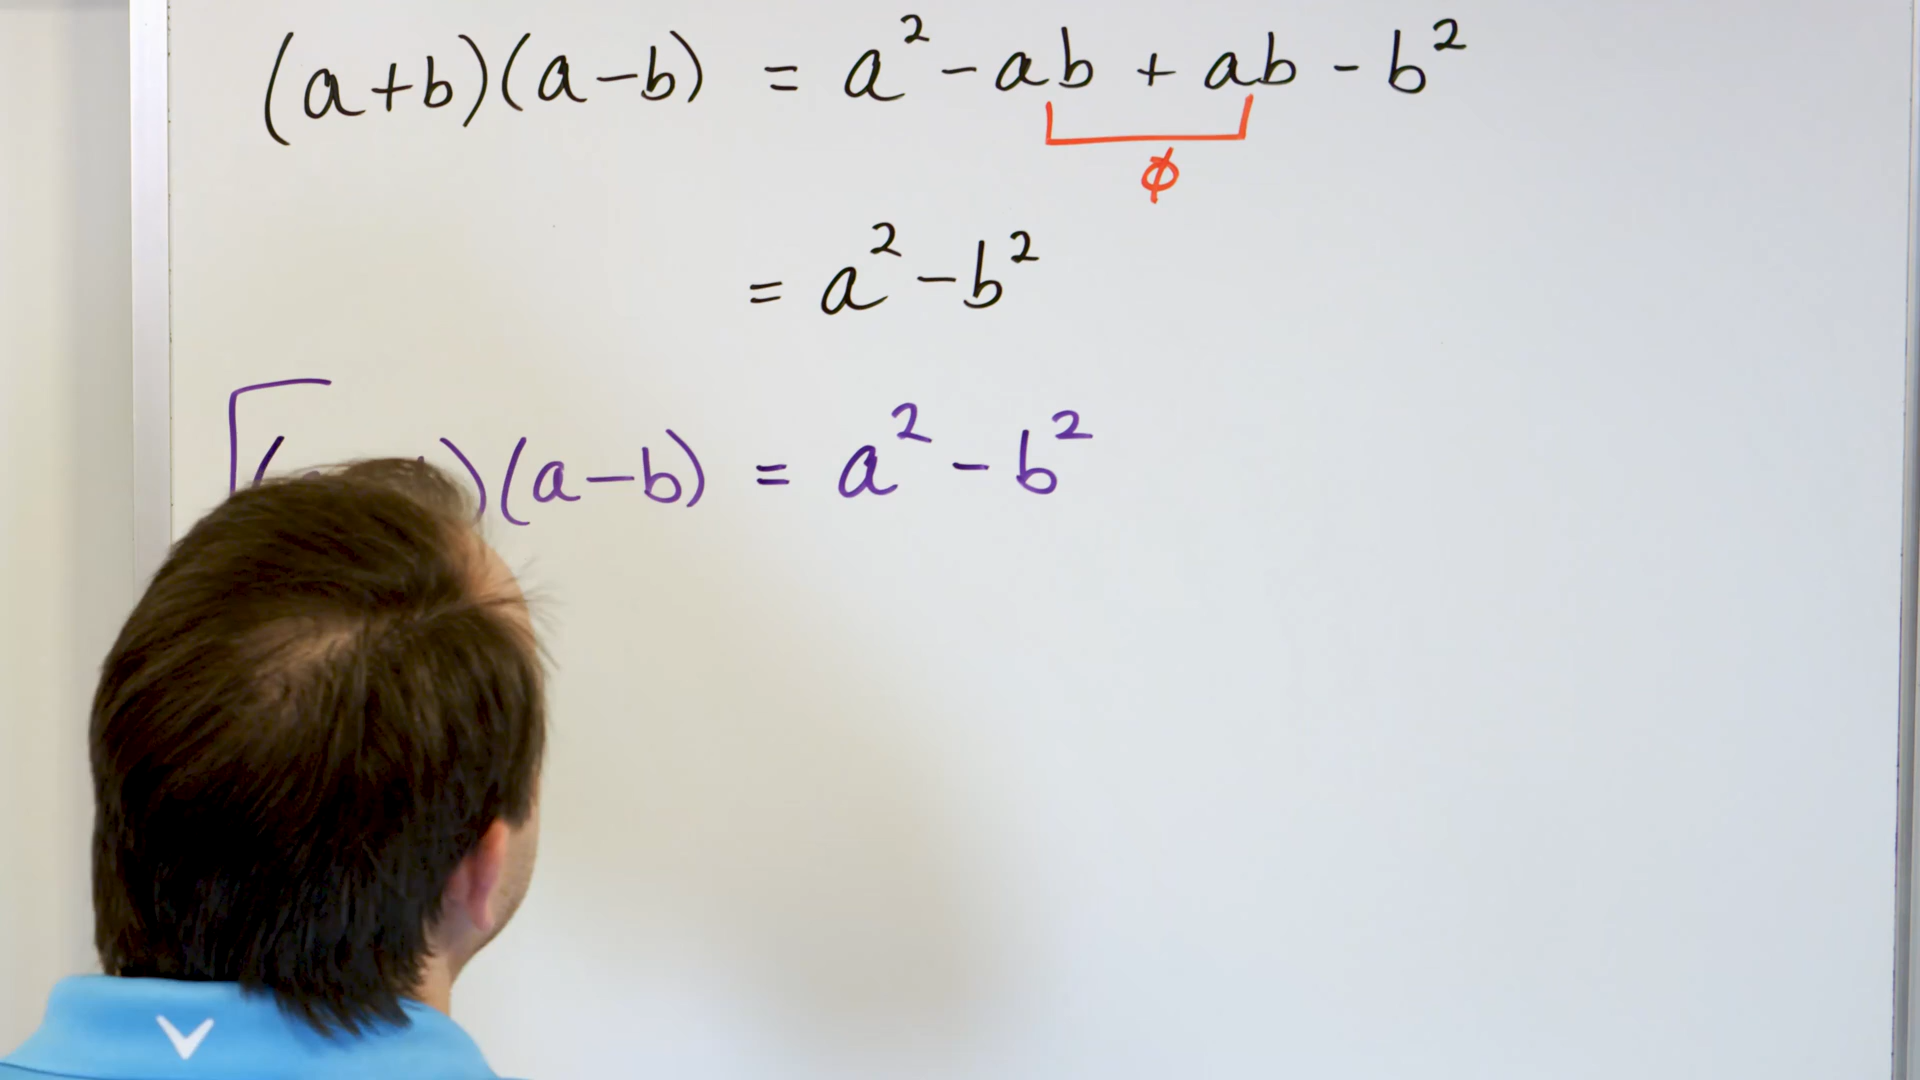 (a+b)(a-b) = a² - ab + ab - b²
∅
= a² - b²
)(a-b) = a² - b²